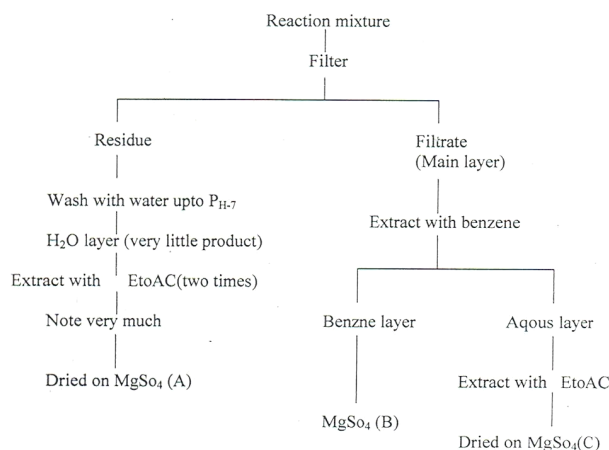 Reaction mixture
Filter
Residue
Filtrate
(Main layer)
Wash with water upto PH-7
Extract with benzene
H2O layer (very little product)
Extract with EtoAC(two times)
Note very much
Benzne layer
Aqous layer
Dried on MgSo4 (A)
Extract with EtoAC
MgSo4 (B)
Dried on MgSo4(C)